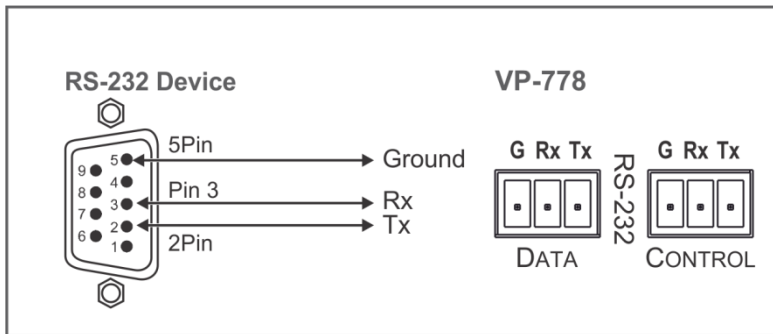 RS-232 Device
5Pin
Pin 3
2Pin
5
9
4
8
3
7
2
6
1
Ground
Rx
Tx
VP-778
G Rx Tx
RS-232
G Rx Tx
DATA
CONTROL